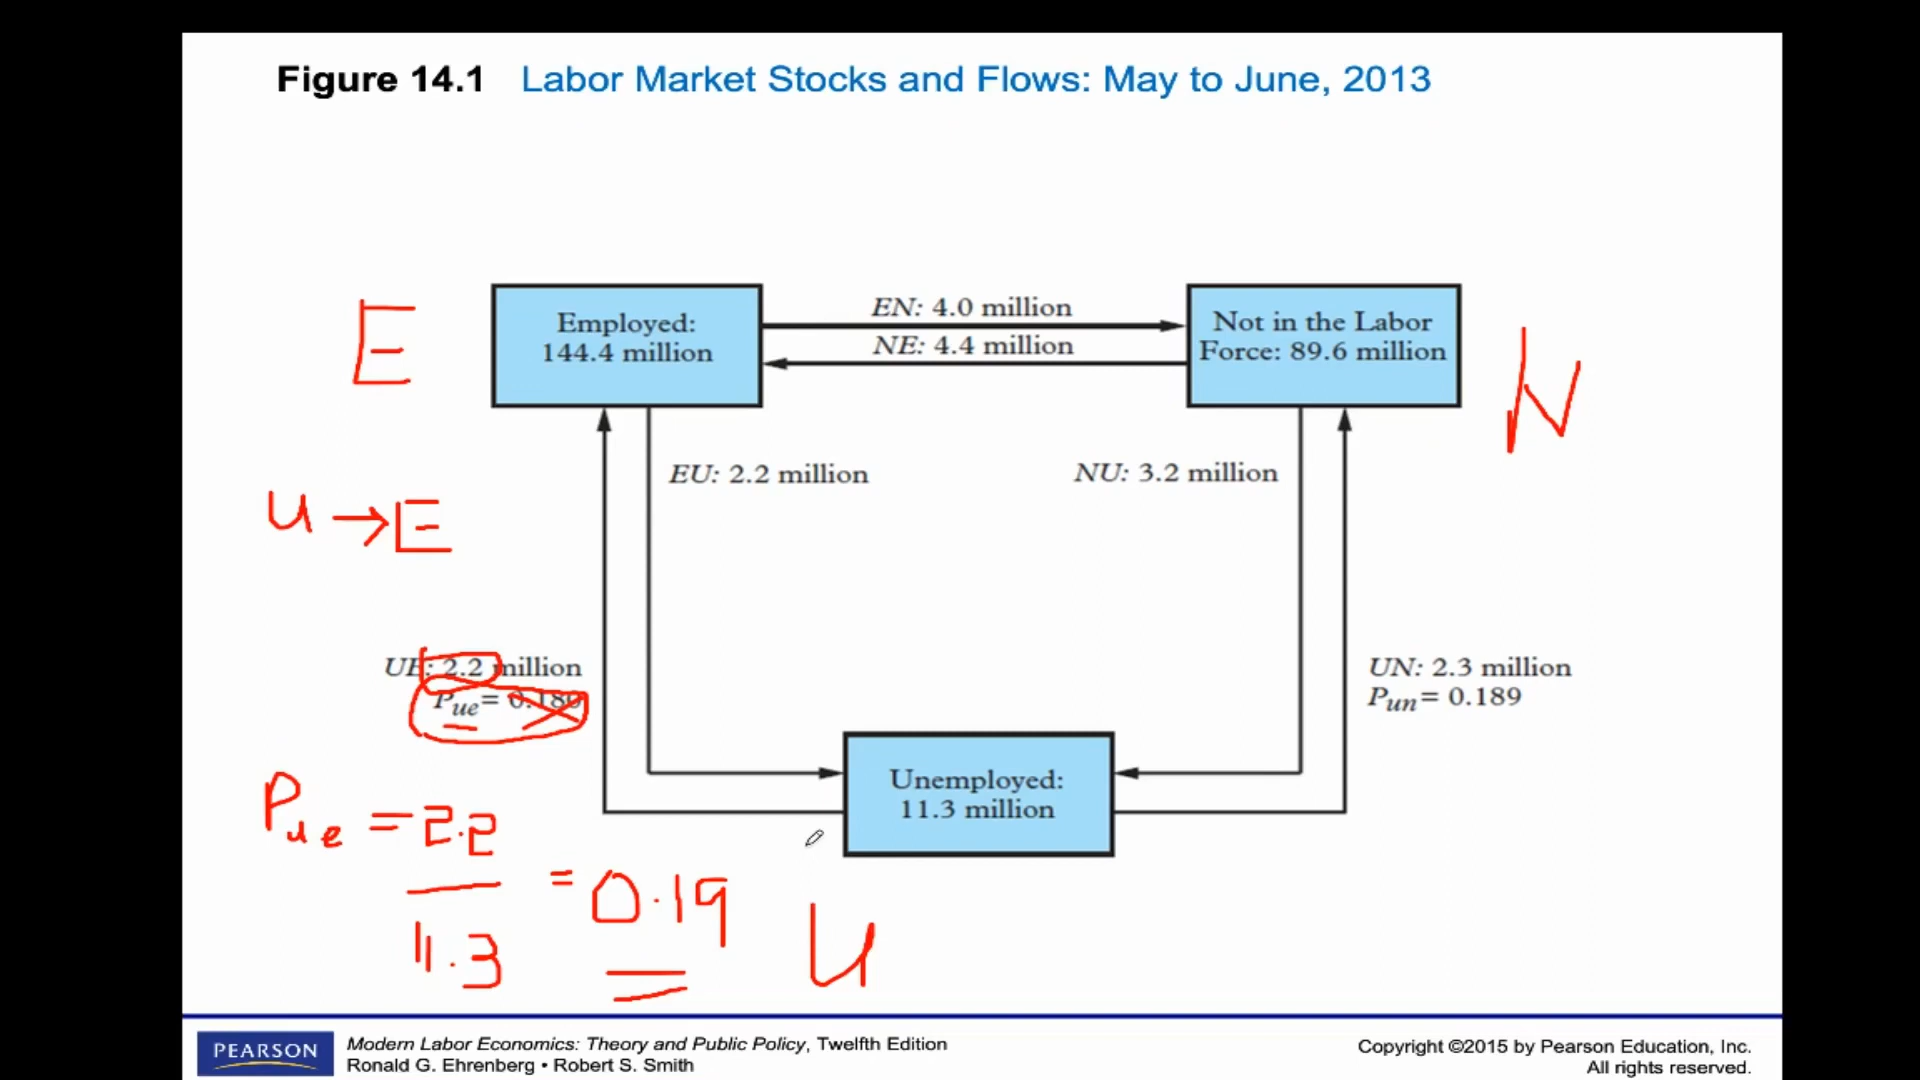 Figure 14.1 Labor Market Stocks and Flows: May to June, 2013
E
Employed:
144.4 million
EN: 4.0 million
NE: 4.4 million
Not in the Labor
Force: 89.6 million
N
EU: 2.2 million
NU: 3.2 million
u → E
UE: 2.2 million
Pue = 0.180
UN: 2.3 million
Pun = 0.189
Unemployed:
11.3 million
Pue = 2.2
11.3
= 0.19
U
PEARSON
Modern Labor Economics: Theory and Public Policy, Twelfth Edition
Ronald G. Ehrenberg • Robert S. Smith
Copyright ©2015 by Pearson Education, Inc.
All rights reserved.